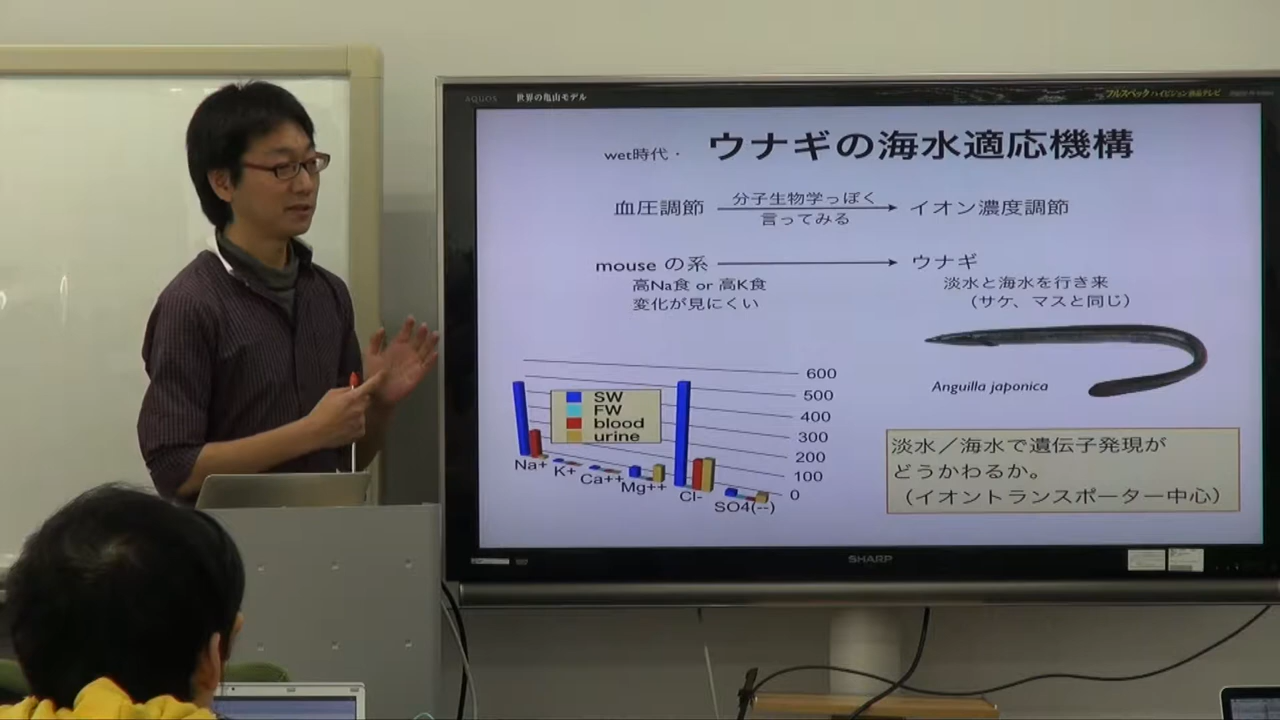 AQUOS 世界の亀山モデル
フルスペックハイビジョン液晶テレビ
wet時代・ ウナギの海水適応機構
血圧調節 分子生物学っぽく イオン濃度調節
言ってみる
mouse の系 ウナギ
高Na食 or 高K食 淡水と海水を行き来
変化が見にくい （サケ、マスと同じ）
Anguilla japonica
600
500
400
300
200
100
0
SW
FW
blood
urine
Na+ K+ Ca++ Mg++ Cl- SO4(--)
淡水／海水で遺伝子発現が
どうかわるか。
（イオントランスポーター中心）
SHARP